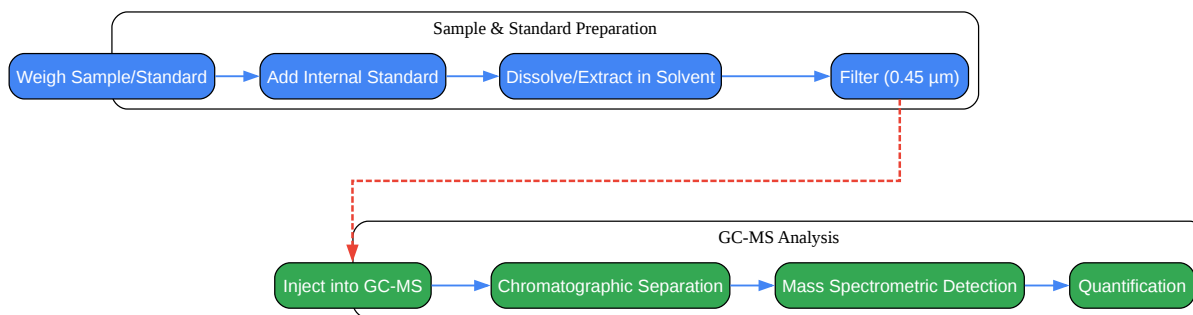 Sample & Standard Preparation
Weigh Sample/Standard
Add Internal Standard
Dissolve/Extract in Solvent
Filter (0.45 µm)
GC-MS Analysis
Inject into GC-MS
Chromatographic Separation
Mass Spectrometric Detection
Quantification